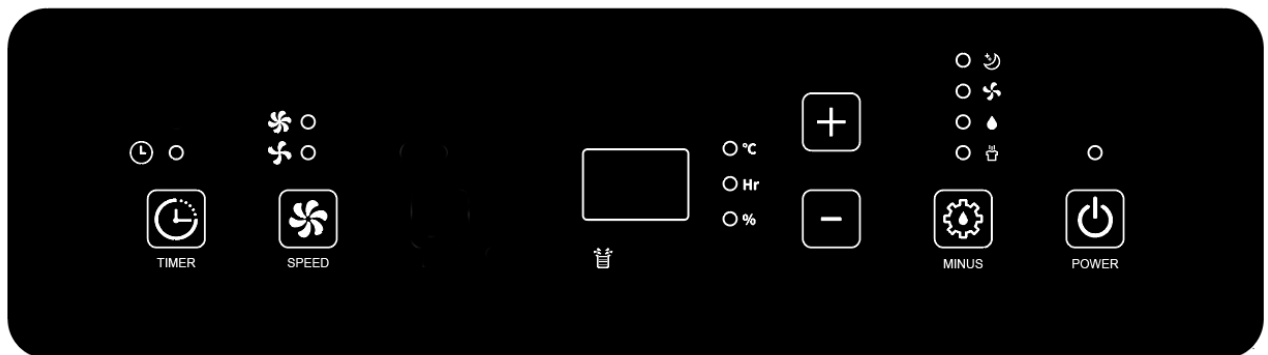 °C
Hr
%
TIMER
SPEED
MINUS
POWER